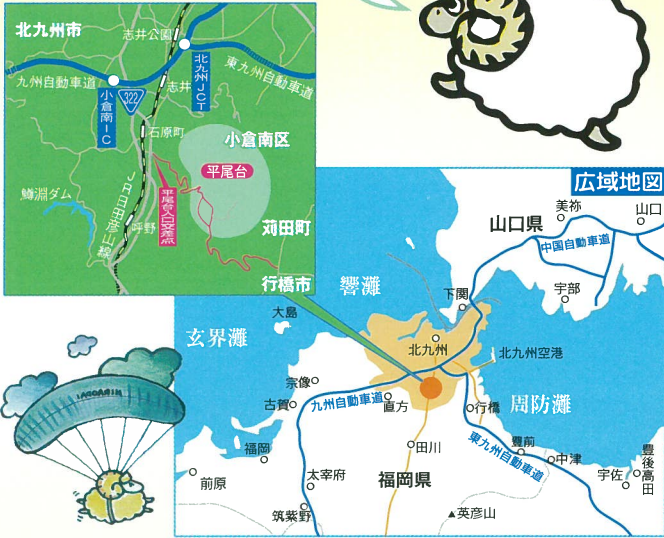 北九州市
志井公園
九州自動車道
小倉南IC
322
北九州JCT
東九州自動車道
志井
石原町
小倉南区
平尾台
平尾台入口交差点
鱒淵ダム
JR日田彦山線
呼野
苅田町
行橋市
広域地図
美祢
山口
山口県
中国自動車道
宇部
下関
響灘
大島
玄界灘
北九州
北九州空港
周防灘
宗像
古賀
九州自動車道
直方
行橋
東九州自動車道
豊前
中津
宇佐
豊後高田
福岡
前原
太宰府
筑紫野
田川
福岡県
▲英彦山